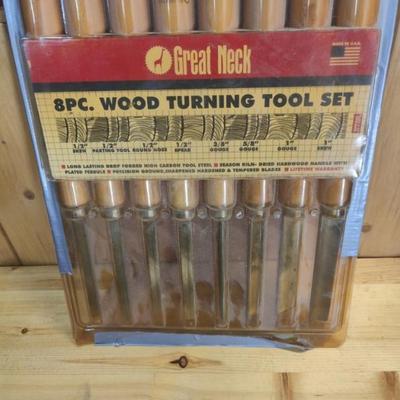 MADE IN U.S.A.
Great Neck
8PC. WOOD TURNING TOOL SET
1/2" SKEW
1/2" PARTING TOOL
1/2" ROUND NOSE
1/2" SPEAR
3/8" GOUGE
5/8" GOUGE
1" GOUGE
1" SKEW
• LONG LASTING DROP FORGED HIGH CARBON TOOL STEEL • SEASON KILN-DRIED HARDWOOD HANDLE WITH
PLATED FERRULE • PRECISION GROUND, SHARPENED HARDENED & TEMPERED BLADES • LIFETIME WARRANTY